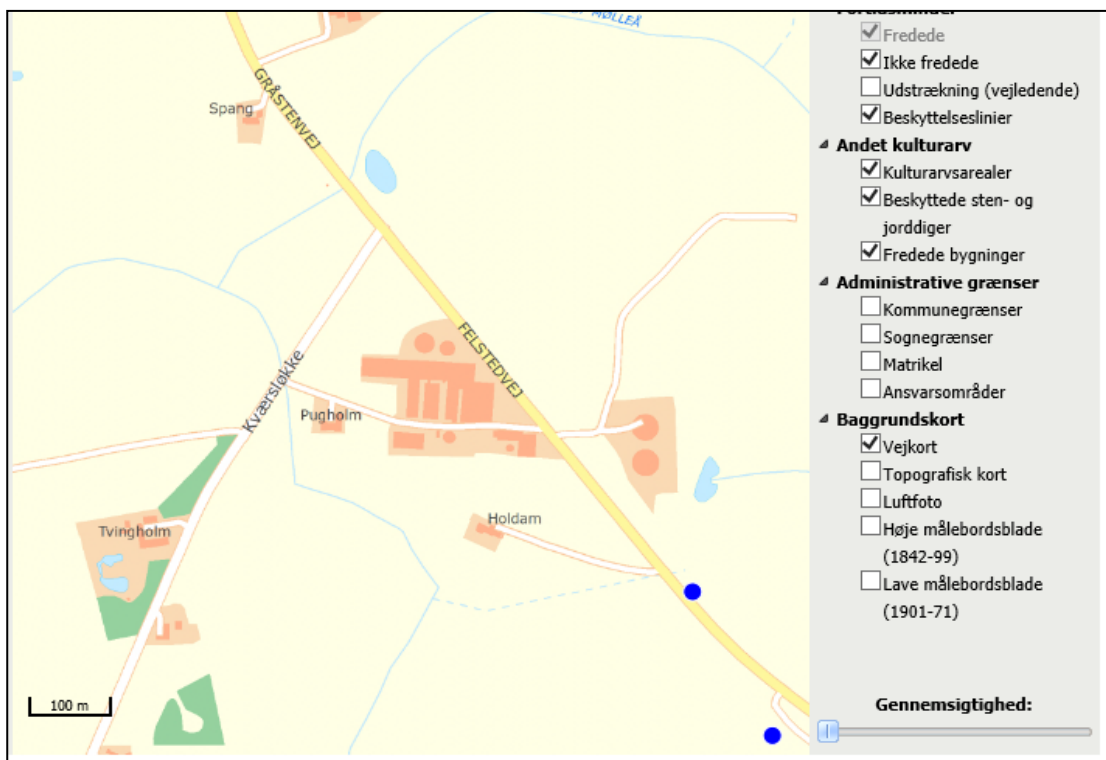 MØLLEÅ
Spang
GRÅSTENVEJ
FELSTEDVEJ
Kværsløkke
Pugholm
Holdam
Tvingholm
100 m
Fredede
Ikke fredede
Udstrækning (vejledende)
Beskyttelseslinier
Andet kulturarv
Kulturarvsarealer
Beskyttede sten- og
jorddiger
Fredede bygninger
Administrative grænser
Kommunegrænser
Sognegrænser
Matrikel
Ansvarsområder
Baggrundskort
Vejkort
Topografisk kort
Luftfoto
Høje målebordsblade
(1842-99)
Lave målebordsblade
(1901-71)
Gennemsigtighed: